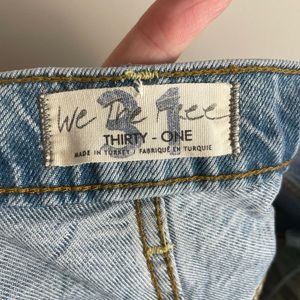 We The Free
31
THIRTY - ONE
MADE IN TURKEY / FABRIQUÉ EN TURQUIE